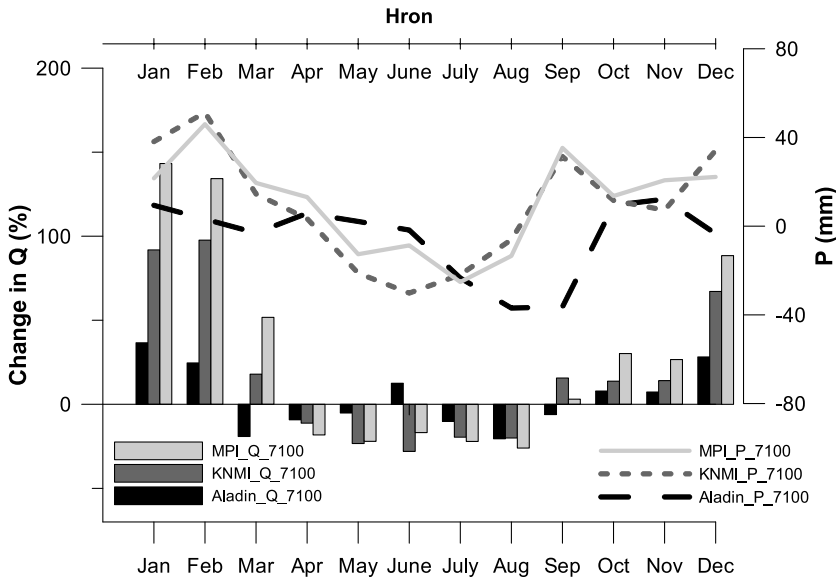 Hron
Jan Feb Mar Apr May June July Aug Sep Oct Nov Dec
200
100
0
Change in Q (%)
80
40
0
-40
-80
P (mm)
MPI_Q_7100
KNMI_Q_7100
Aladin_Q_7100
MPI_P_7100
KNMI_P_7100
Aladin_P_7100
Jan Feb Mar Apr May June July Aug Sep Oct Nov Dec